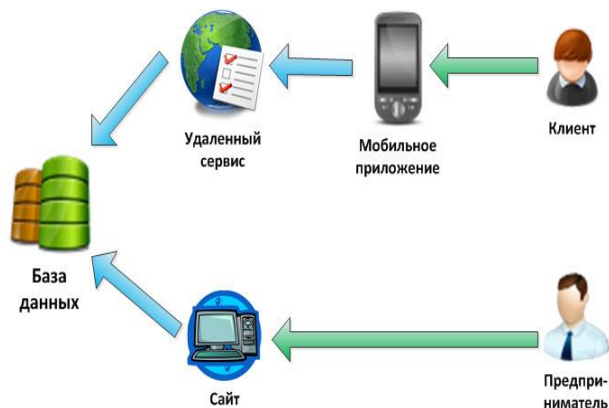 Удаленный
сервис
Мобильное
приложение
Клиент
База
данных
Сайт
Предпри-
ниматель